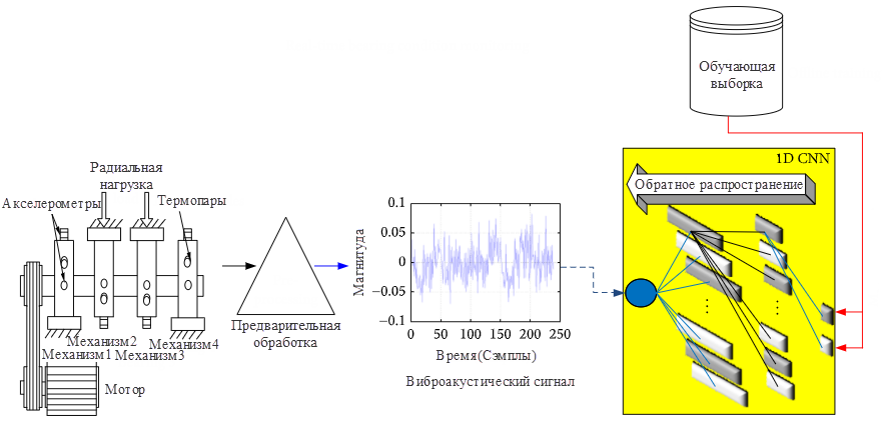 Обучающая
выборка
1D CNN
Обратное распространение
Радиальная
нагрузка
Акселерометры
Термопары
Механизм2
Механизм4
Механизм1
Механизм3
Мотор
Предварительная
обработка
Магнитуда
0.1
0.05
0
−0.05
−0.1
0 50 100 150 200 250
Время(Сэмплы)
Виброакустический сигнал